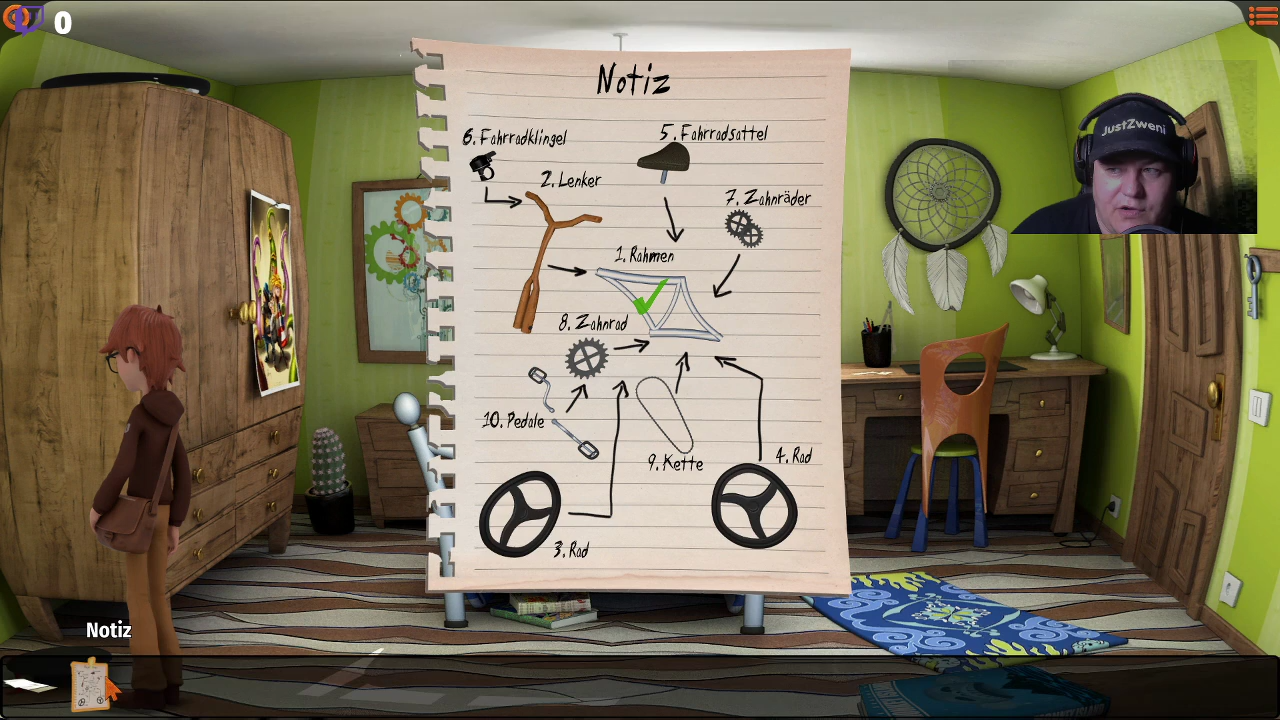 0
JustZweni
Notiz
6. Fahrradklingel
5. Fahrradsattel
2. Lenker
7. Zahnräder
1. Rahmen
8. Zahnrad
10. Pedale
9. Kette
4. Rad
3. Rad
Notiz